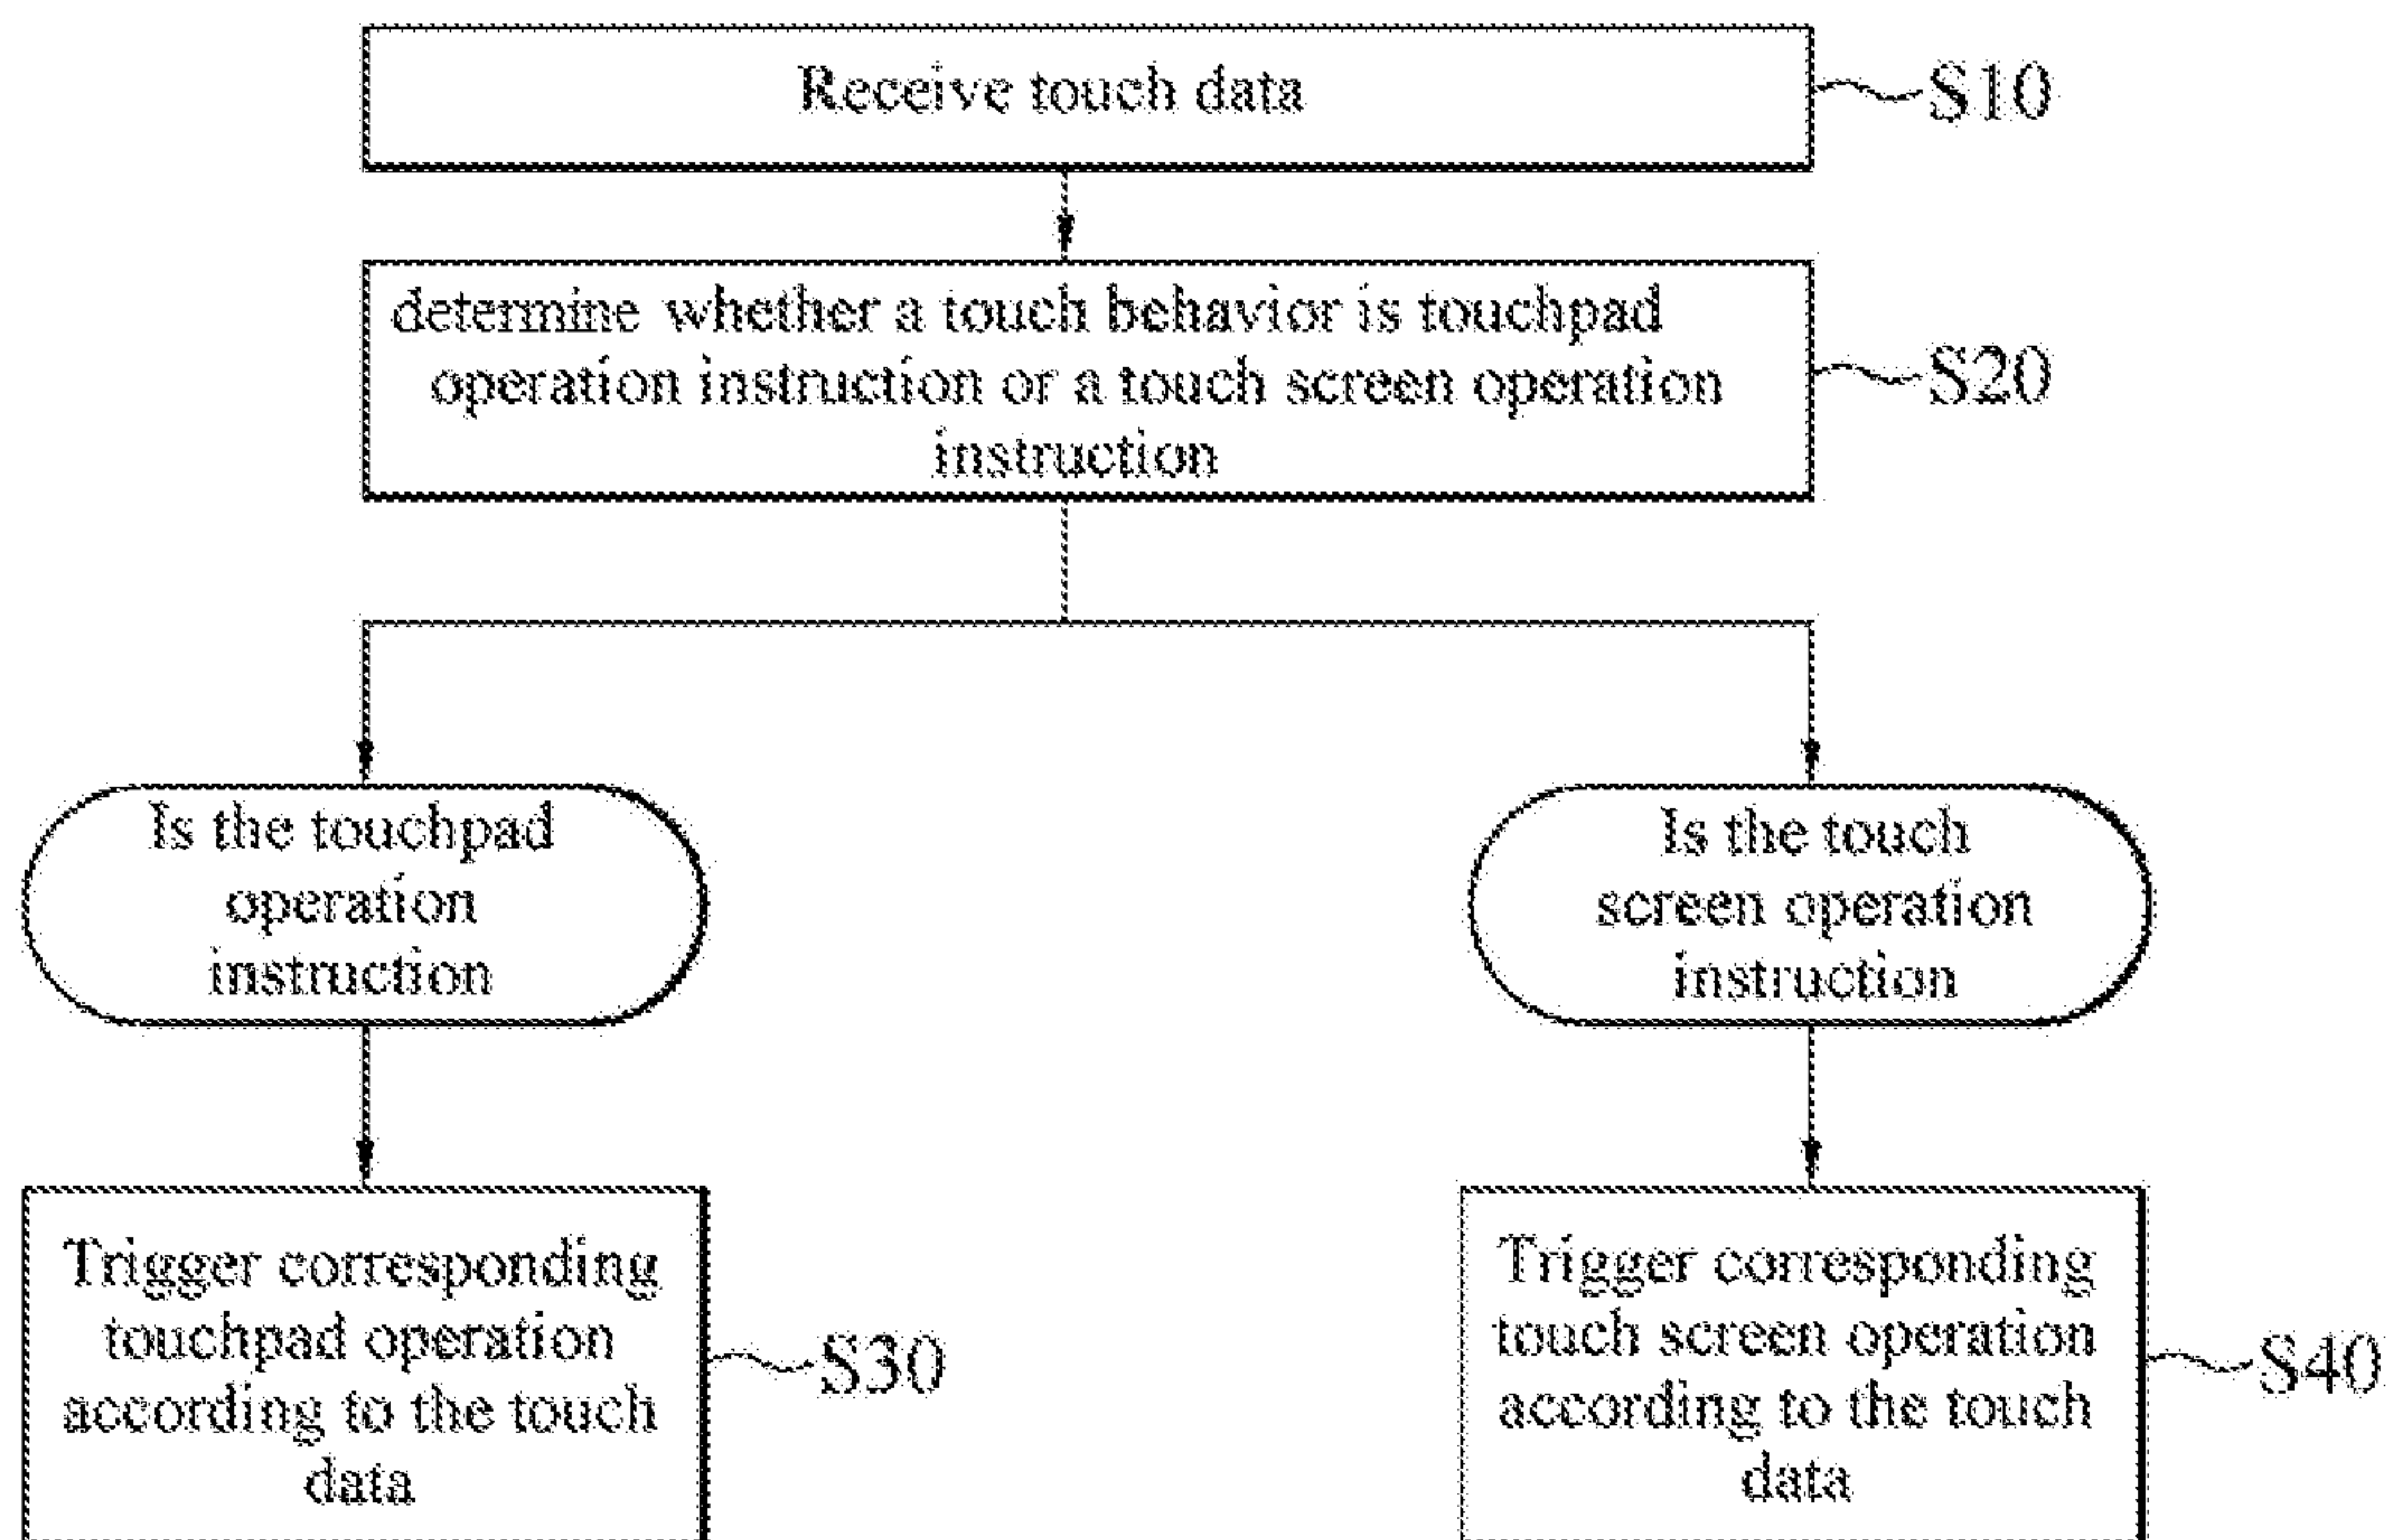 Receive touch data
S10
determine whether a touch behavior is touchpad
operation instruction or a touch screen operation
instruction
S20
Is the touchpad
operation
instruction
Is the touch
screen operation
instruction
Trigger corresponding
touchpad operation
according to the touch
data
S30
Trigger corresponding
touch screen operation
according to the touch
data
S40